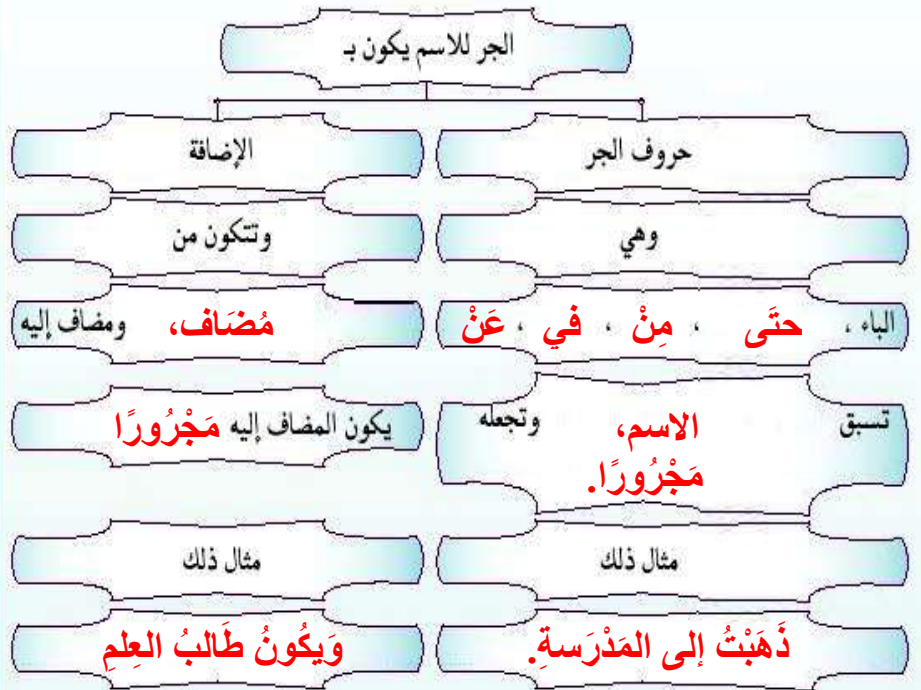 الجر للاسم يكون بـ
حروف الجر
الإضافة
وهي
وتتكون من
الباء ، حتَى ، مِنْ ، في ، عَنْ
مُضَاف، ومضاف إليه
تسبق الاسم، وتجعله
مَجْرُورًا.
يكون المضاف إليه مَجْرُورًا
مثال ذلك
مثال ذلك
ذَهَبْتُ إلى المَدْرَسةِ.
وَيكُونُ طَالبُ العِلمِ